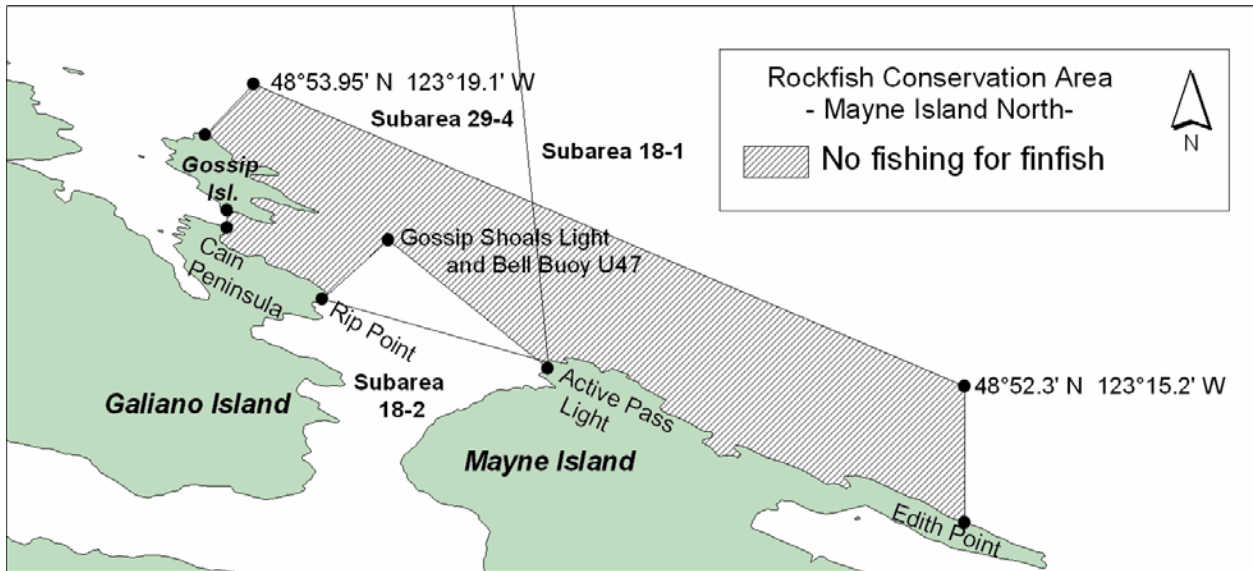 48°53.95' N 123°19.1' W
Subarea 29-4
Subarea 18-1
Rockfish Conservation Area
- Mayne Island North-
No fishing for finfish
N
Gossip
Isl.
Cain
Peninsula
Gossip Shoals Light
and Bell Buoy U47
Rip Point
Subarea
18-2
Active Pass
Light
48°52.3' N 123°15.2' W
Galiano Island
Mayne Island
Edith Point